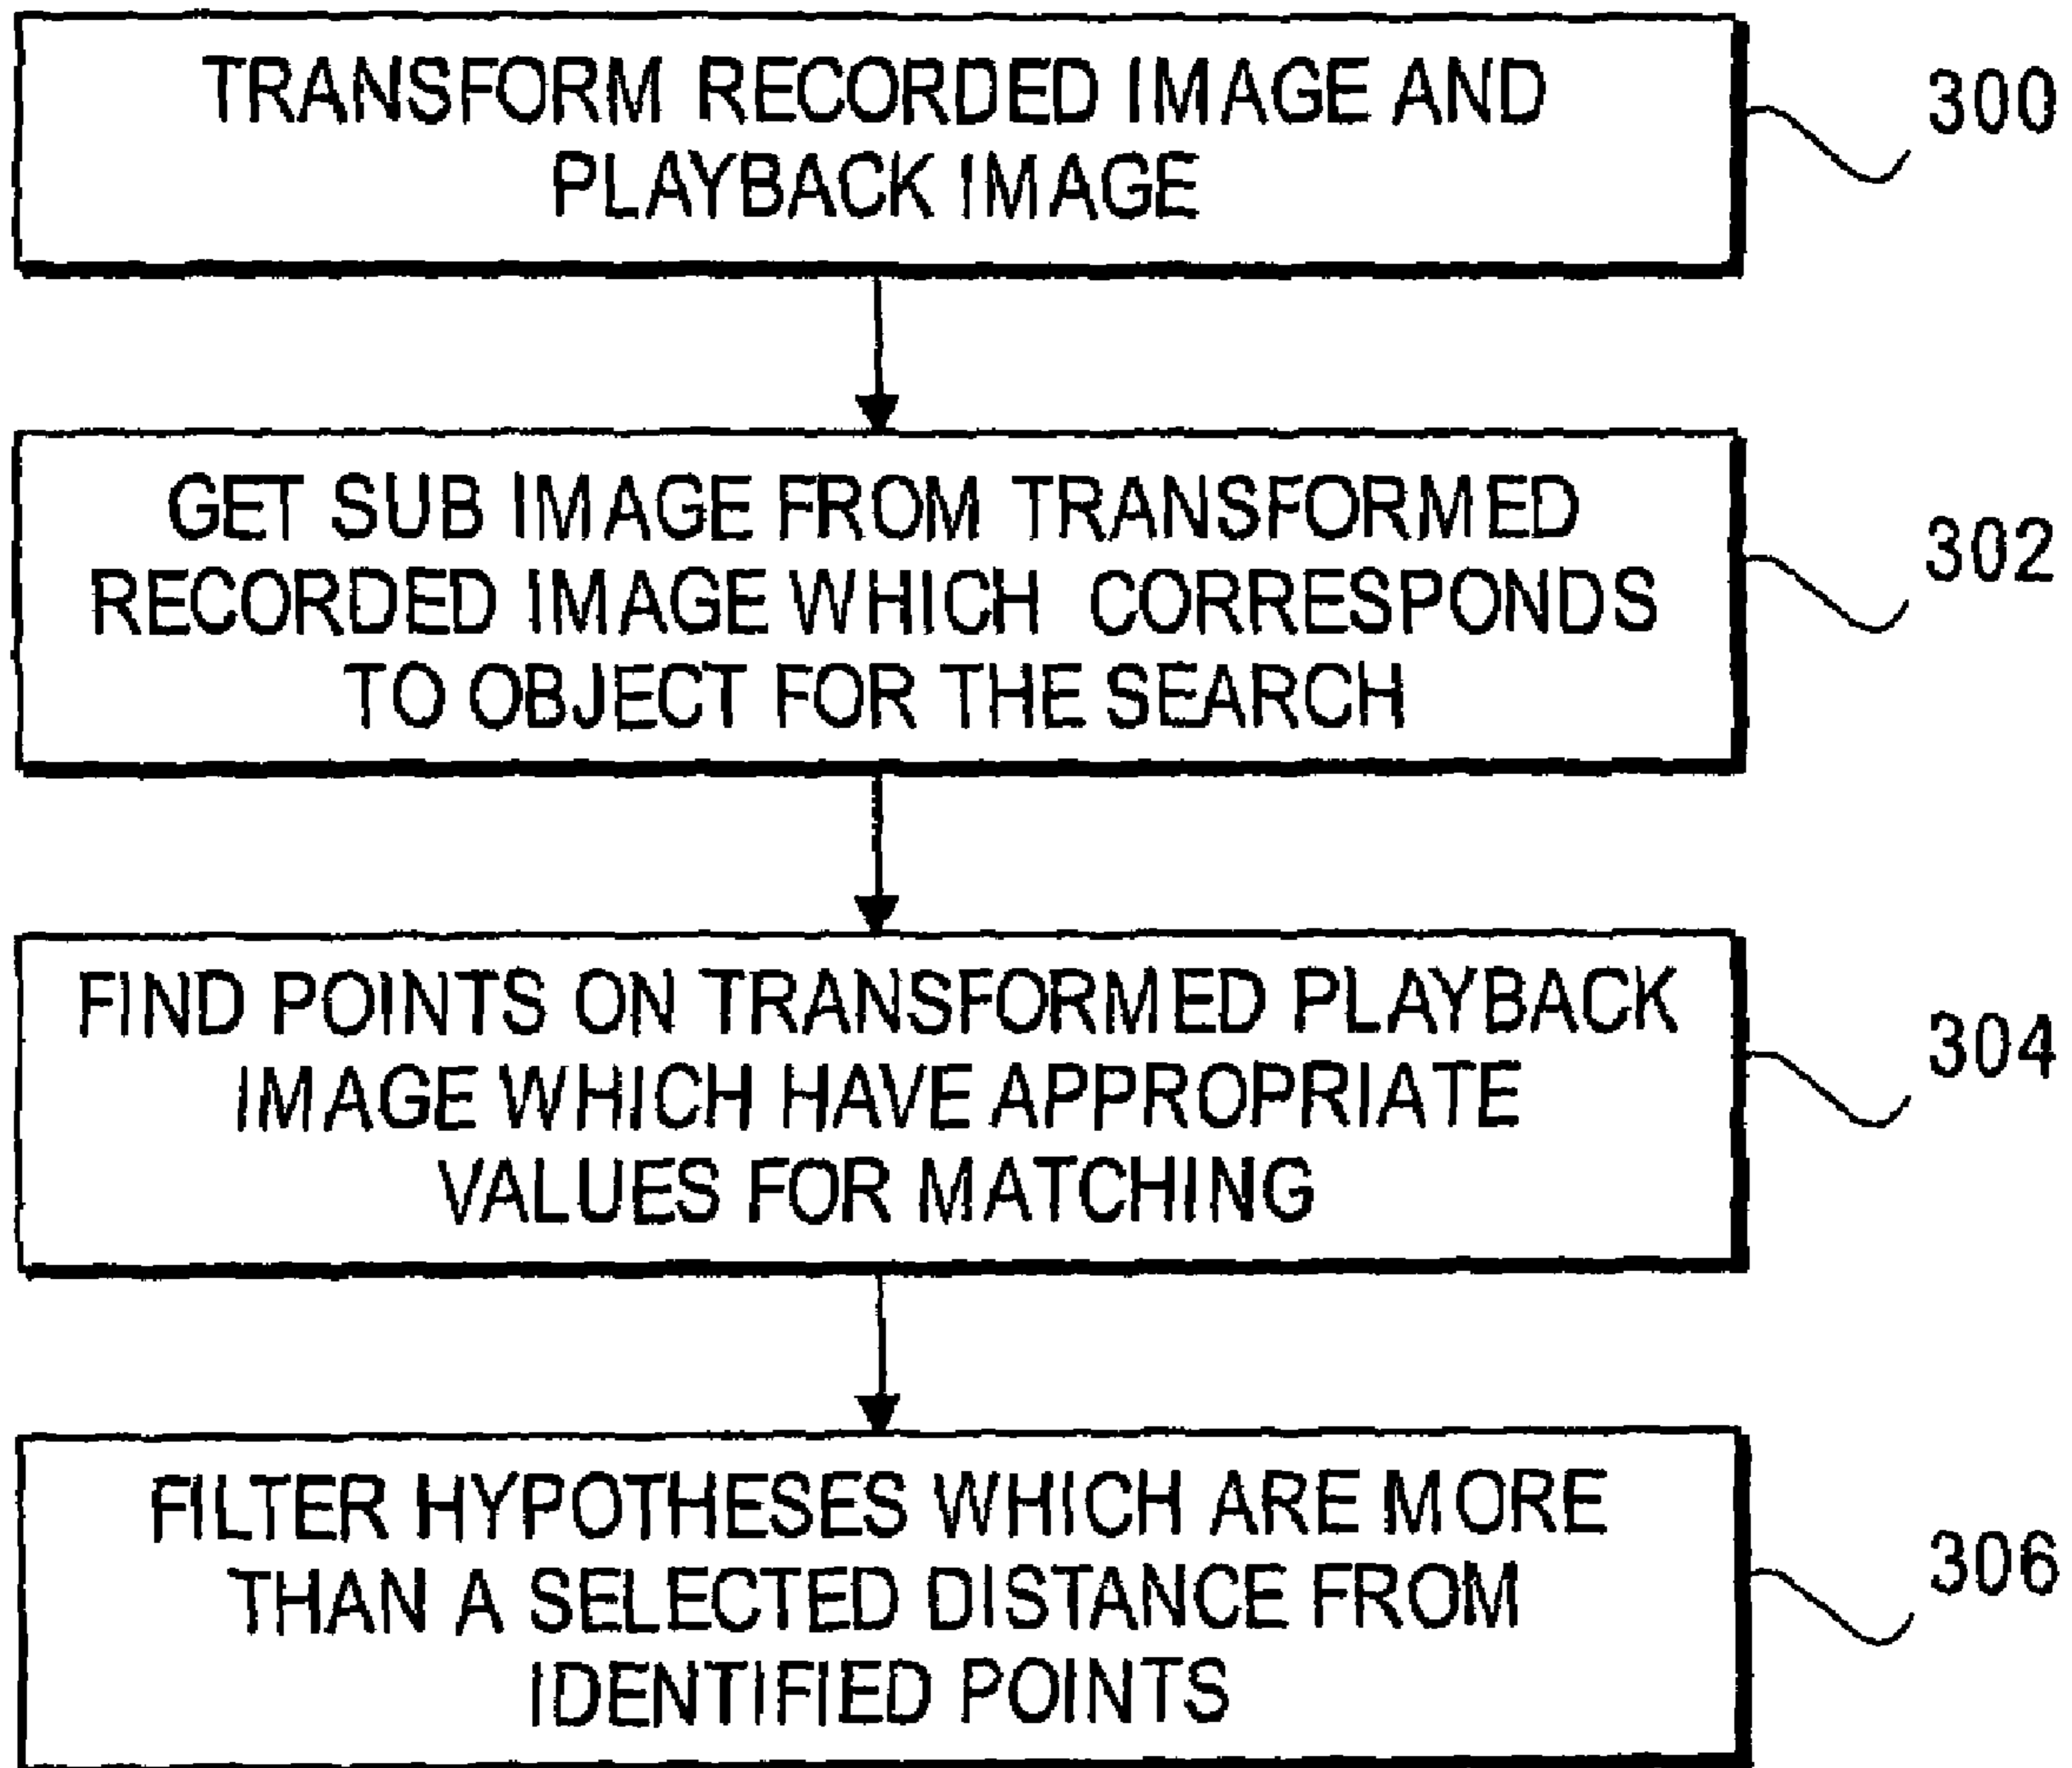 TRANSFORM RECORDED IMAGE AND
PLAYBACK IMAGE
300
GET SUB IMAGE FROM TRANSFORMED
RECORDED IMAGE WHICH CORRESPONDS
TO OBJECT FOR THE SEARCH
302
FIND POINTS ON TRANSFORMED PLAYBACK
IMAGE WHICH HAVE APPROPRIATE
VALUES FOR MATCHING
304
FILTER HYPOTHESES WHICH ARE MORE
THAN A SELECTED DISTANCE FROM
IDENTIFIED POINTS
306